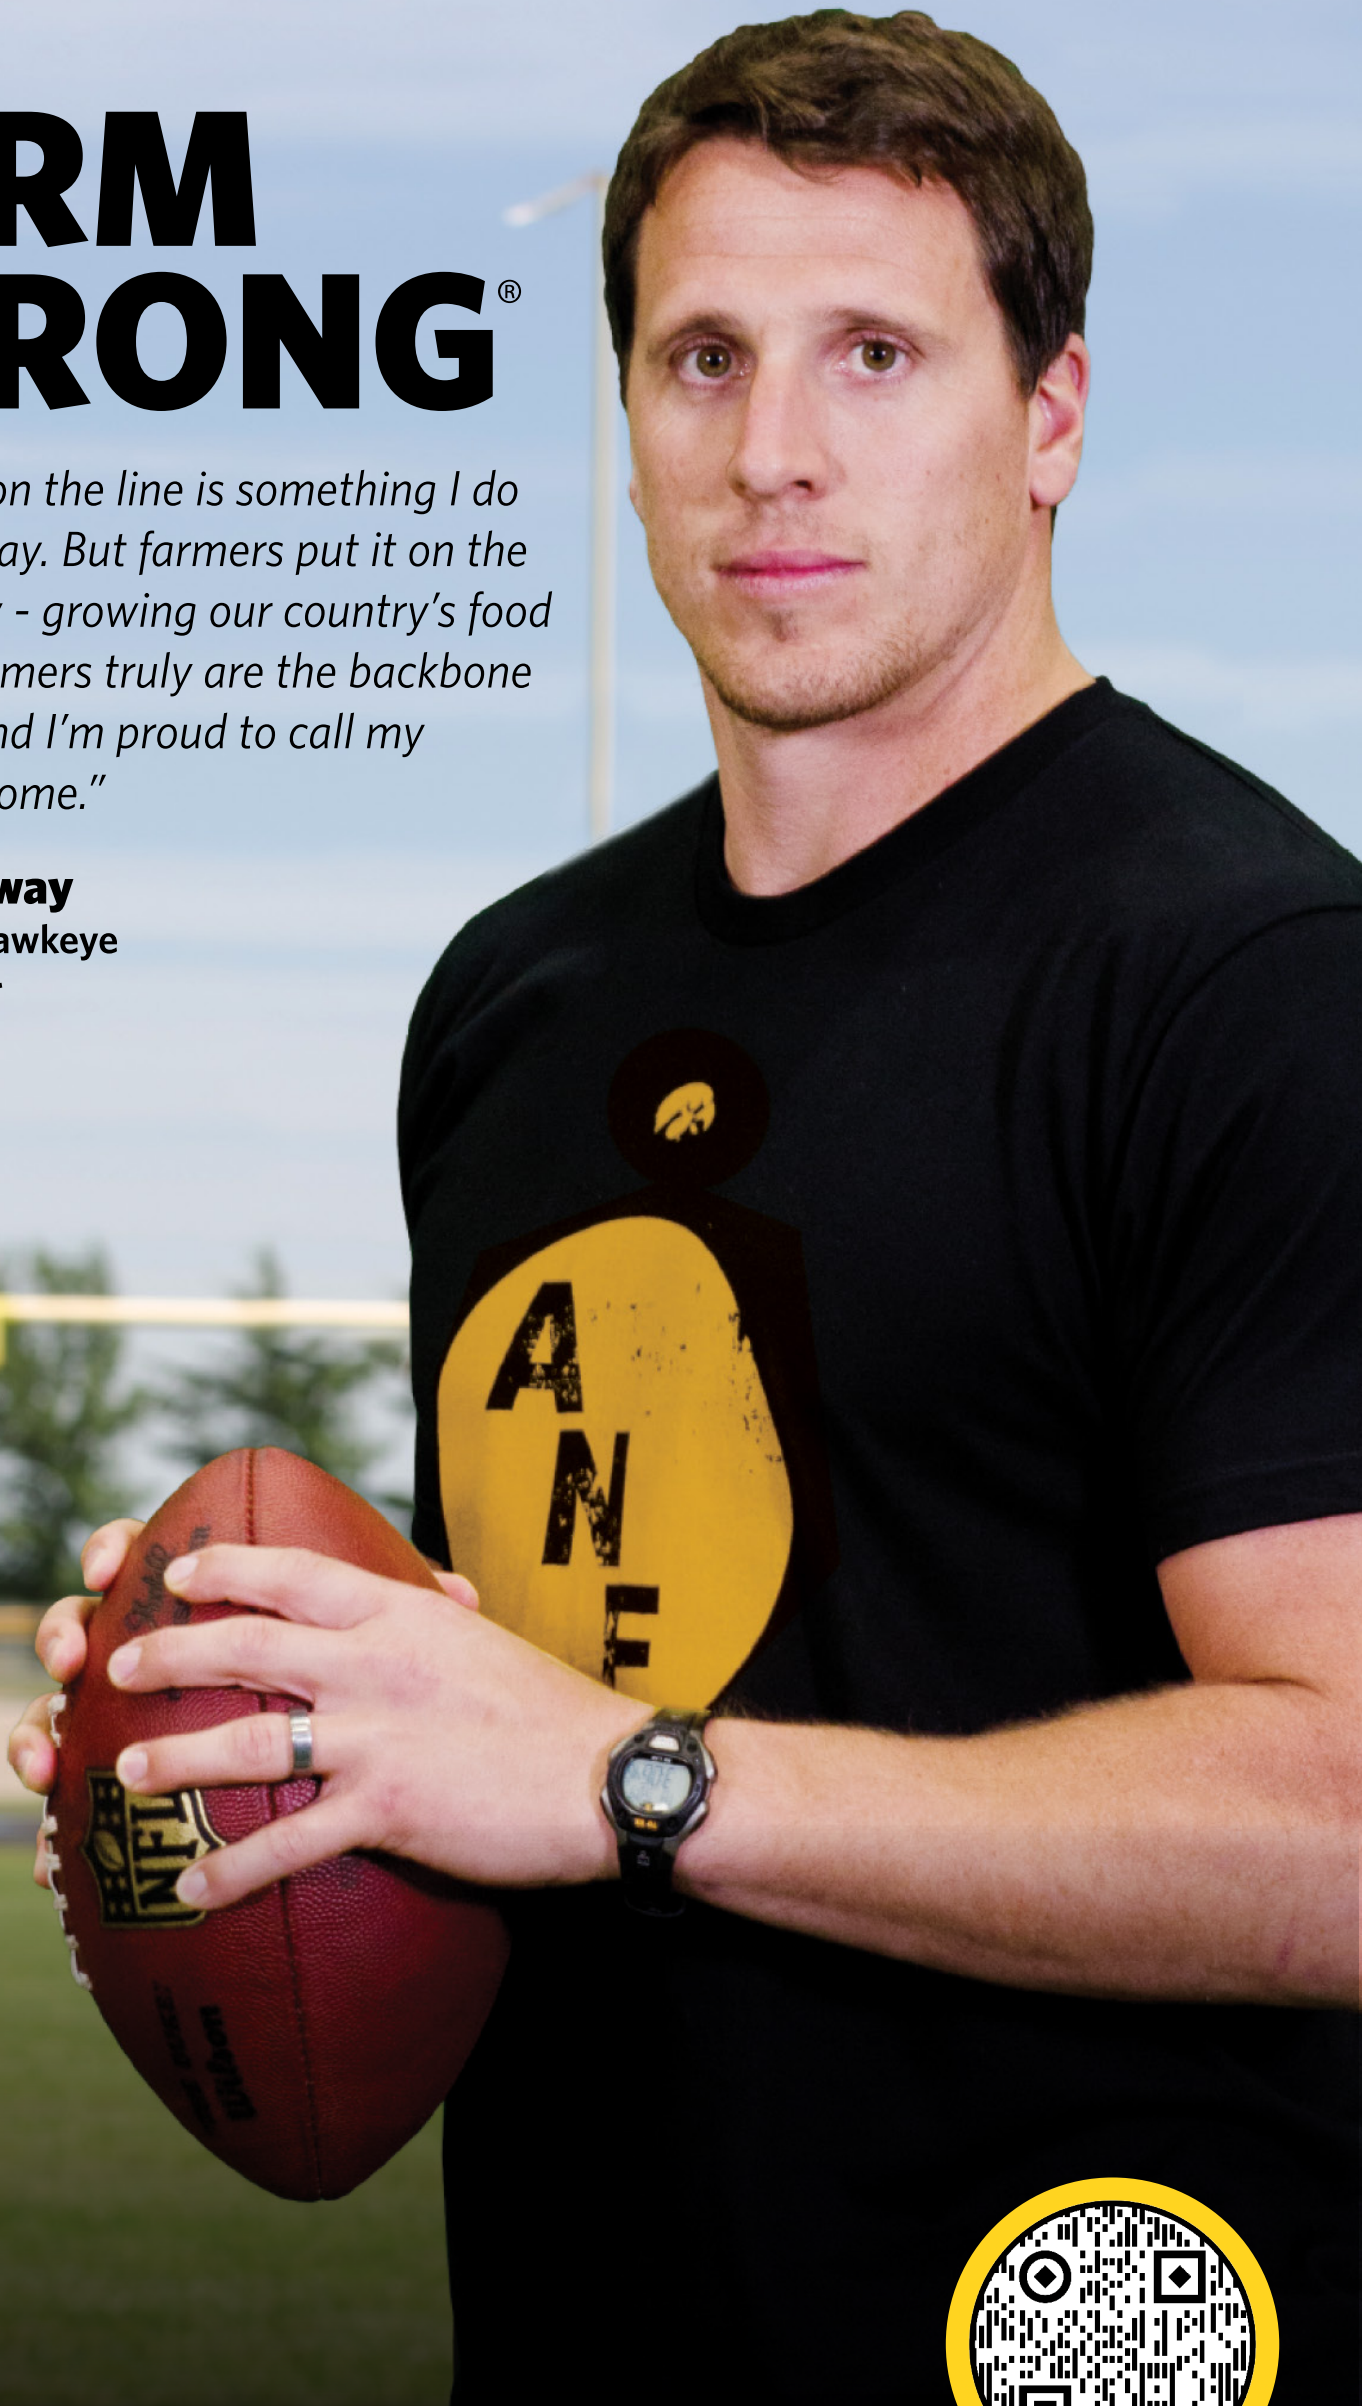 RM
RONG®
on the line is something I do
ay. But farmers put it on the
- growing our country's food
mers truly are the backbone
nd I'm proud to call my
ome."
way
awkeye
A
N
F
NFL
Wilson